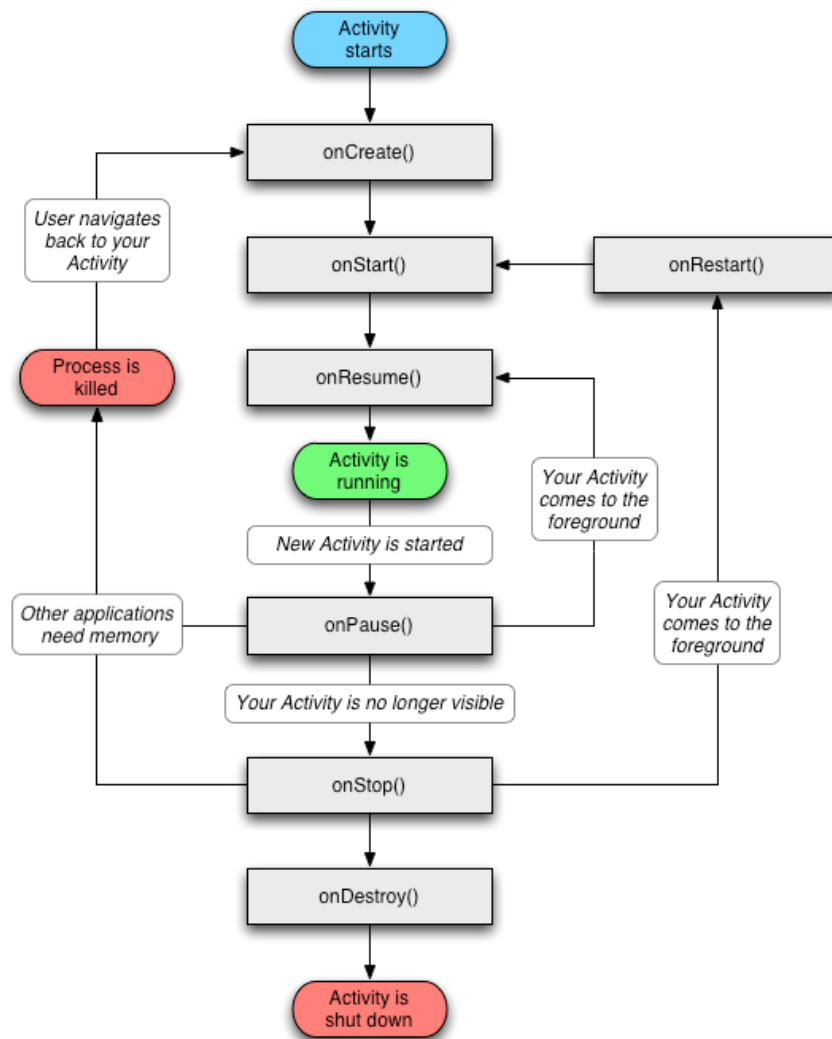 Activity
starts
onCreate()
User navigates
back to your
Activity
onStart()
onRestart()
Process is
killed
onResume()
Activity is
running
Your Activity
comes to the
foreground
New Activity is started
Other applications
need memory
onPause()
Your Activity
comes to the
foreground
Your Activity is no longer visible
onStop()
onDestroy()
Activity is
shut down